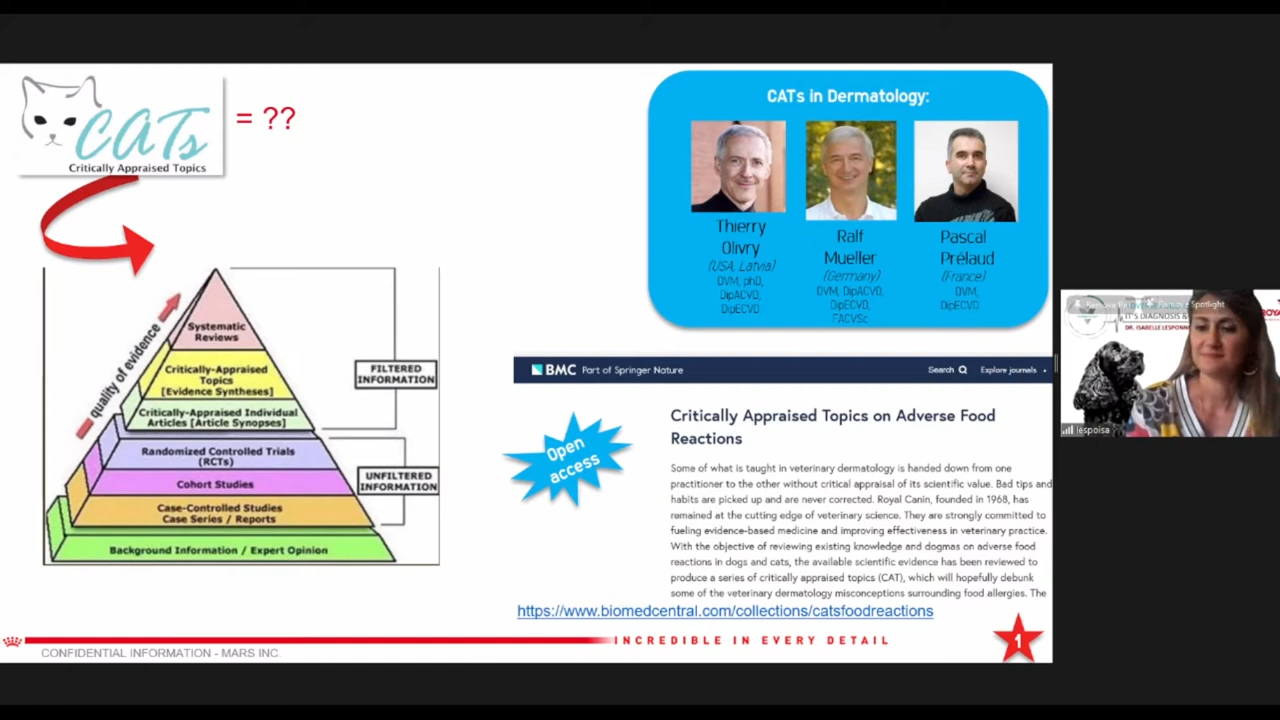 CATs
Critically Appraised Topics
= ??
quality of evidence
Systematic
Reviews
Critically-Appraised
Topics
[Evidence Syntheses]
Critically-Appraised Individual
Articles [Article Synopses]
FILTERED
INFORMATION
Randomized Controlled Trials
(RCTs)
Cohort Studies
Case-Controlled Studies
Case Series / Reports
UNFILTERED
INFORMATION
Background Information / Expert Opinion
CATs in Dermatology:
Thierry
Olivry
(USA, Latvia)
DVM, phD,
DipACVD,
DipECVD
Ralf
Mueller
(Germany)
DVM, DipACVD,
DipECVD,
FACVSc
Pascal
Prélaud
(France)
DVM,
DipECVD
BMC Part of Springer Nature
Search
Explore journals
Open
access
Critically Appraised Topics on Adverse Food
Reactions
Some of what is taught in veterinary dermatology is handed down from one
practitioner to the other without critical appraisal of its scientific value. Bad tips and
habits are picked up and are never corrected. Royal Canin, founded in 1968, has
remained at the cutting edge of veterinary science. They are strongly committed to
fueling evidence-based medicine and improving effectiveness in veterinary practice.
With the objective of reviewing existing knowledge and dogmas on adverse food
reactions in dogs and cats, the available scientific evidence has been reviewed to
produce a series of critically appraised topics (CAT), which will hopefully debunk
some of the veterinary dermatology misconceptions surrounding food allergies. The
https://www.biomedcentral.com/collections/catsfoodreactions
INCREDIBLE IN EVERY DETAIL
1
CONFIDENTIAL INFORMATION - MARS INC.
Spotlight
IT'S DIAGNOSIS &
DR. ISABELLE LESPONN
ROYA
lespoisa